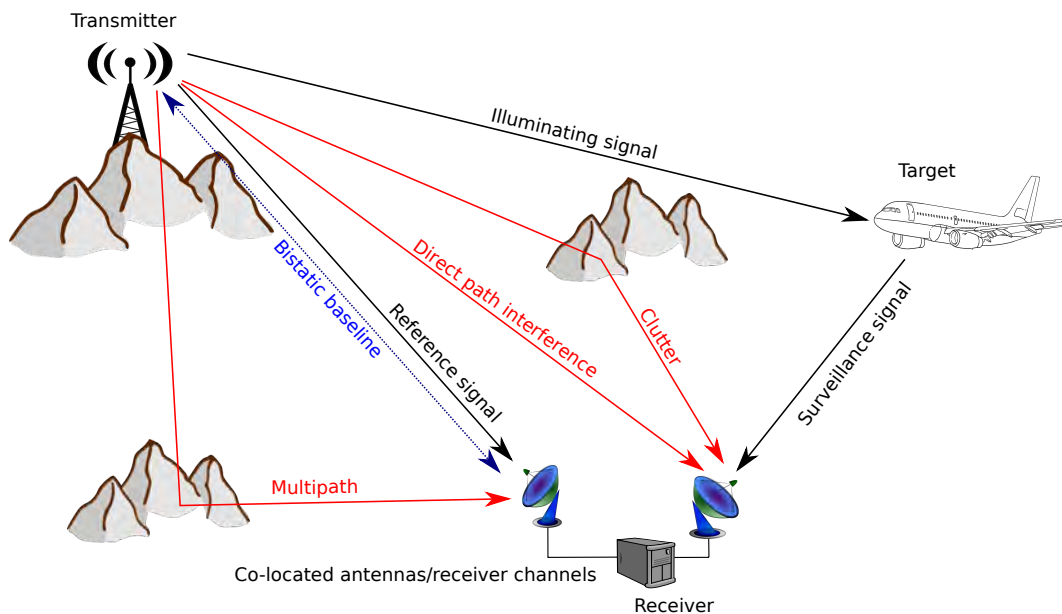 Transmitter
Illuminating signal
Target
Direct path interference
Bistatic baseline
Reference signal
Clutter
Surveillance signal
Multipath
Co-located antennas/receiver channels
Receiver